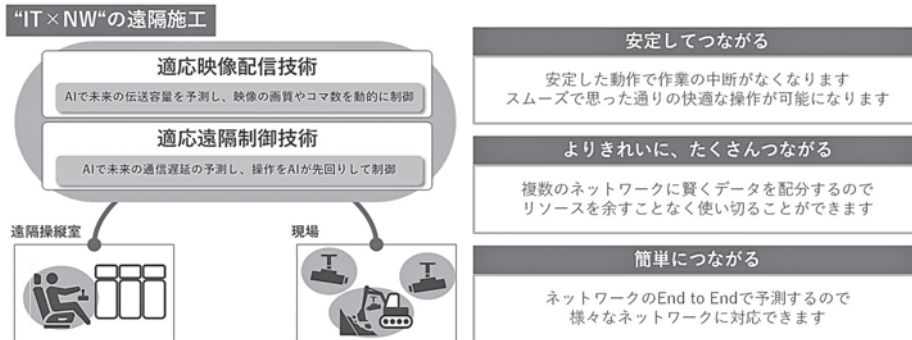 “IT×NW“の遠隔施工
適応映像配信技術
AIで未来の伝送容量を予測し、映像の画質やコマ数を動的に制御
適応遠隔制御技術
AIで未来の通信遅延の予測し、操作をAIが先回りして制御
遠隔操縦室
現場
安定してつながる
安定した動作で作業の中断がなくなります
スムーズで思った通りの快適な操作が可能になります
よりきれいに、たくさんつながる
複数のネットワークに賢くデータを配分するので
リソースを余すことなく使い切ることができます
簡単につながる
ネットワークのEnd to Endで予測するので
様々なネットワークに対応できます